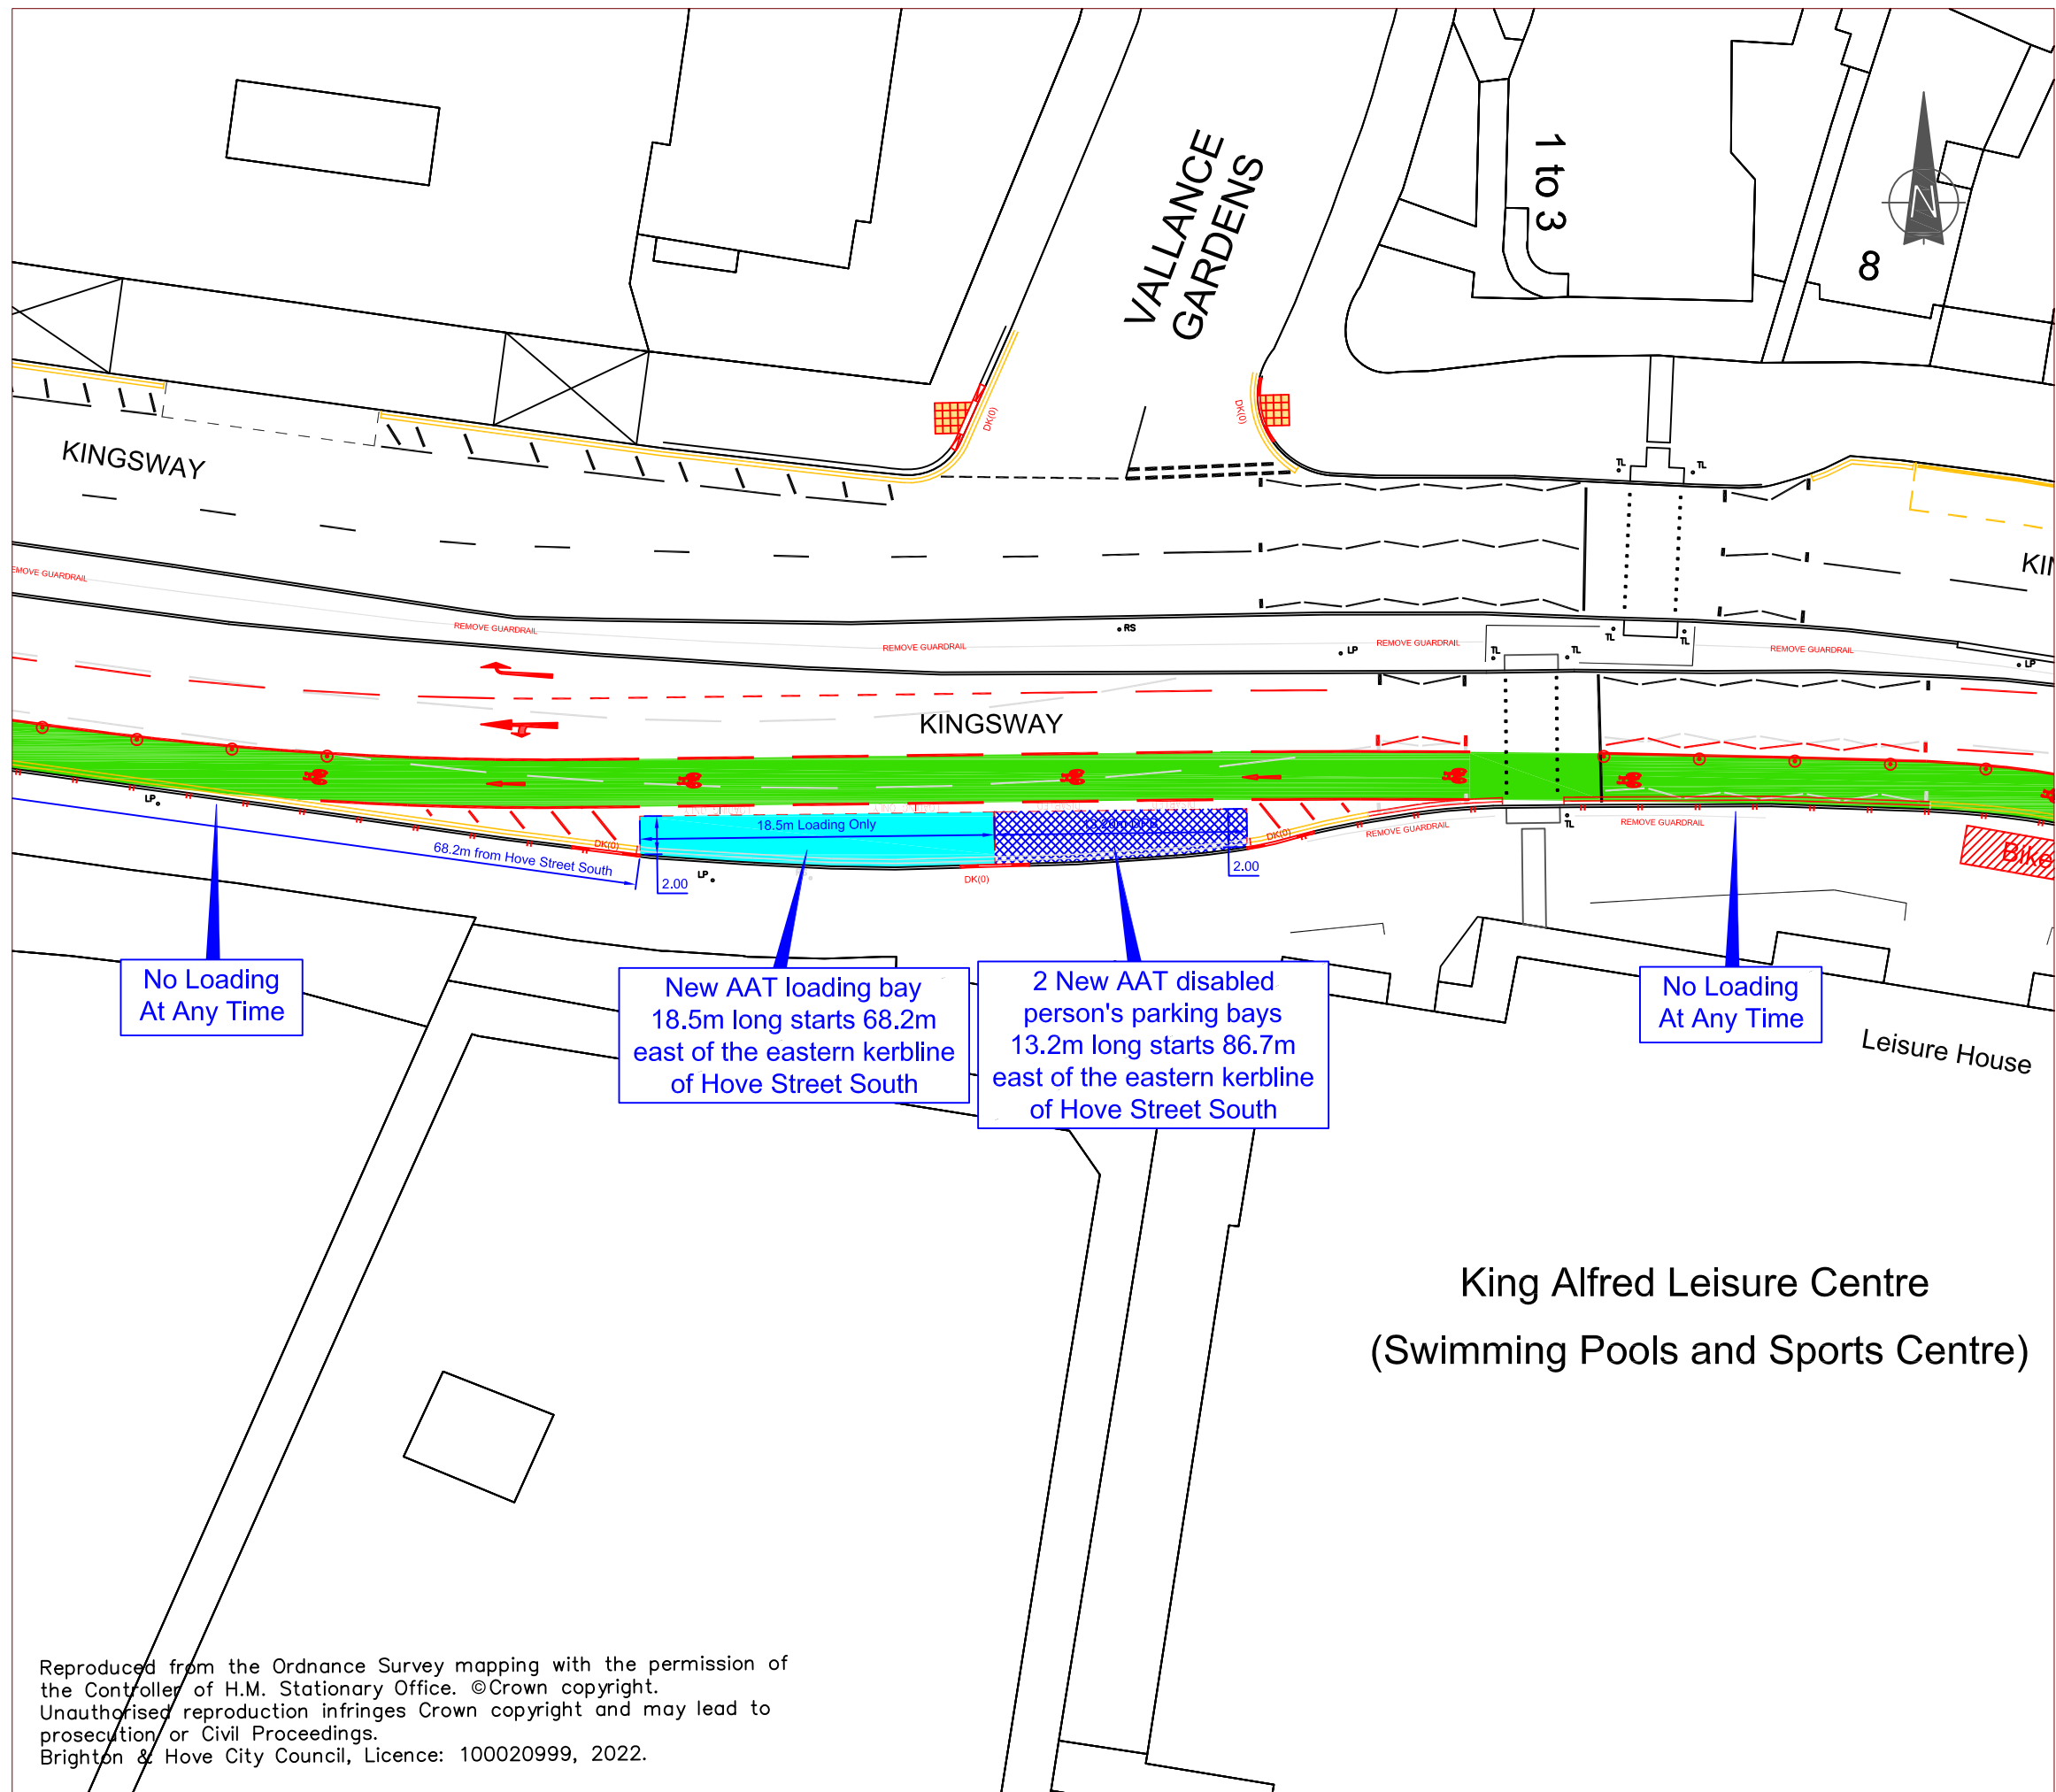 VALLANCE
GARDENS
1 to 3
8
N
DK(0)
DK(0)
KINGSWAY
TL
TL
REMOVE GUARDRAIL
REMOVE GUARDRAIL
REMOVE GUARDRAIL
RS
LP
REMOVE GUARDRAIL
TL
TL
TL
TL
REMOVE GUARDRAIL
LP
KINGSWAY
LP
18.5m Loading Only
DK(0)
DK(0)
REMOVE GUARDRAIL
TL
REMOVE GUARDRAIL
Bike
68.2m from Hove Street South
2.00
LP
DK(0)
2.00
No Loading
At Any Time
New AAT loading bay
18.5m long starts 68.2m
east of the eastern kerbline
of Hove Street South
2 New AAT disabled
person's parking bays
13.2m long starts 86.7m
east of the eastern kerbline
of Hove Street South
No Loading
At Any Time
Leisure House
King Alfred Leisure Centre
(Swimming Pools and Sports Centre)
Reproduced from the Ordnance Survey mapping with the permission of
the Controller of H.M. Stationary Office. ©Crown copyright.
Unauthorised reproduction infringes Crown copyright and may lead to
prosecution or Civil Proceedings.
Brighton & Hove City Council, Licence: 100020999, 2022.